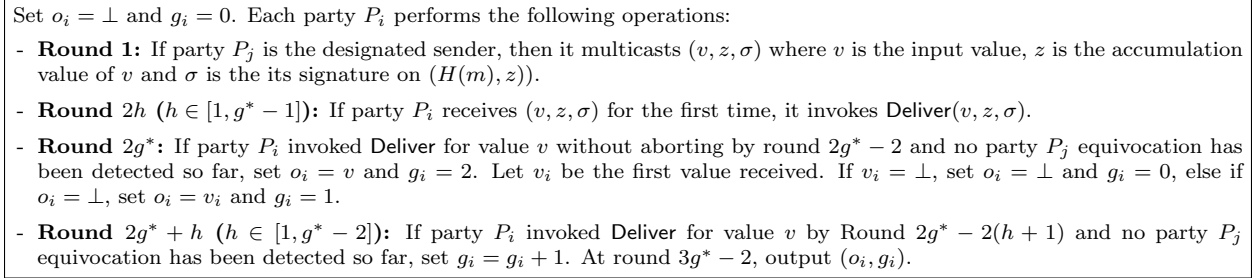 Set $o_i = \bot$ and $g_i = 0$. Each party $P_i$ performs the following operations:
- Round 1: If party $P_j$ is the designated sender, then it multicasts $(v, z, \sigma)$ where $v$ is the input value, $z$ is the accumulation
value of $v$ and $\sigma$ is the its signature on $(H(m), z))$.
- Round $2h$ ($h \in [1, g^* - 1]$): If party $P_i$ receives $(v, z, \sigma)$ for the first time, it invokes Deliver$(v, z, \sigma)$.
- Round $2g^*$: If party $P_i$ invoked Deliver for value $v$ without aborting by round $2g^* - 2$ and no party $P_j$ equivocation has
been detected so far, set $o_i = v$ and $g_i = 2$. Let $v_i$ be the first value received. If $v_i = \bot$, set $o_i = \bot$ and $g_i = 0$, else if
$o_i = \bot$, set $o_i = v_i$ and $g_i = 1$.
- Round $2g^* + h$ ($h \in [1, g^* - 2]$): If party $P_i$ invoked Deliver for value $v$ by Round $2g^* - 2(h + 1)$ and no party $P_j$
equivocation has been detected so far, set $g_i = g_i + 1$. At round $3g^* - 2$, output $(o_i, g_i)$.